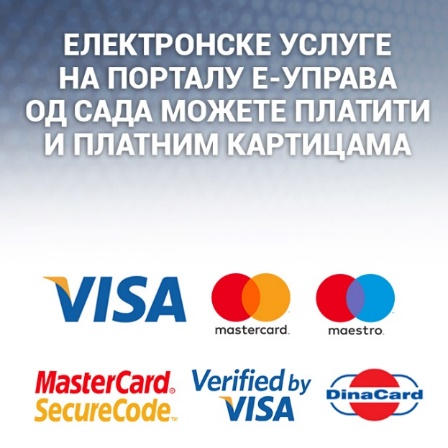 ЕЛЕКТРОНСКЕ УСЛУГЕ
НА ПОРТАЛУ Е-УПРАВА
ОД САДА МОЖЕТЕ ПЛАТИТИ
И ПЛАТНИМ КАРТИЦАМА
VISA
mastercard.
maestro.
MasterCard.
SecureCode™
Verified by
VISA
DinaCard